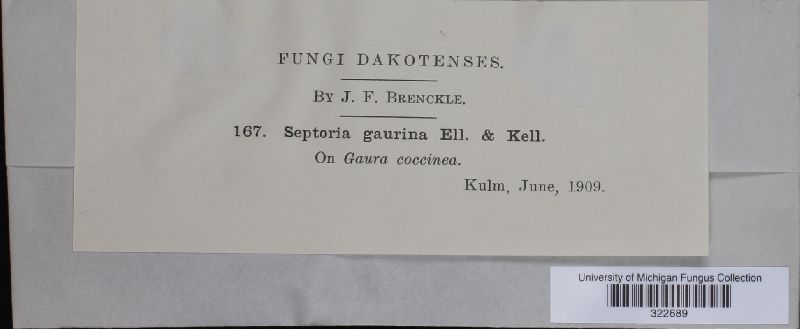 FUNGI DAKOTENSES.
By J. F. Brenckle.
167. Septoria gaurina Ell. & Kell.
On Gaura coccinea.
Kulm, June, 1909.
University of Michigan Fungus Collection
322689